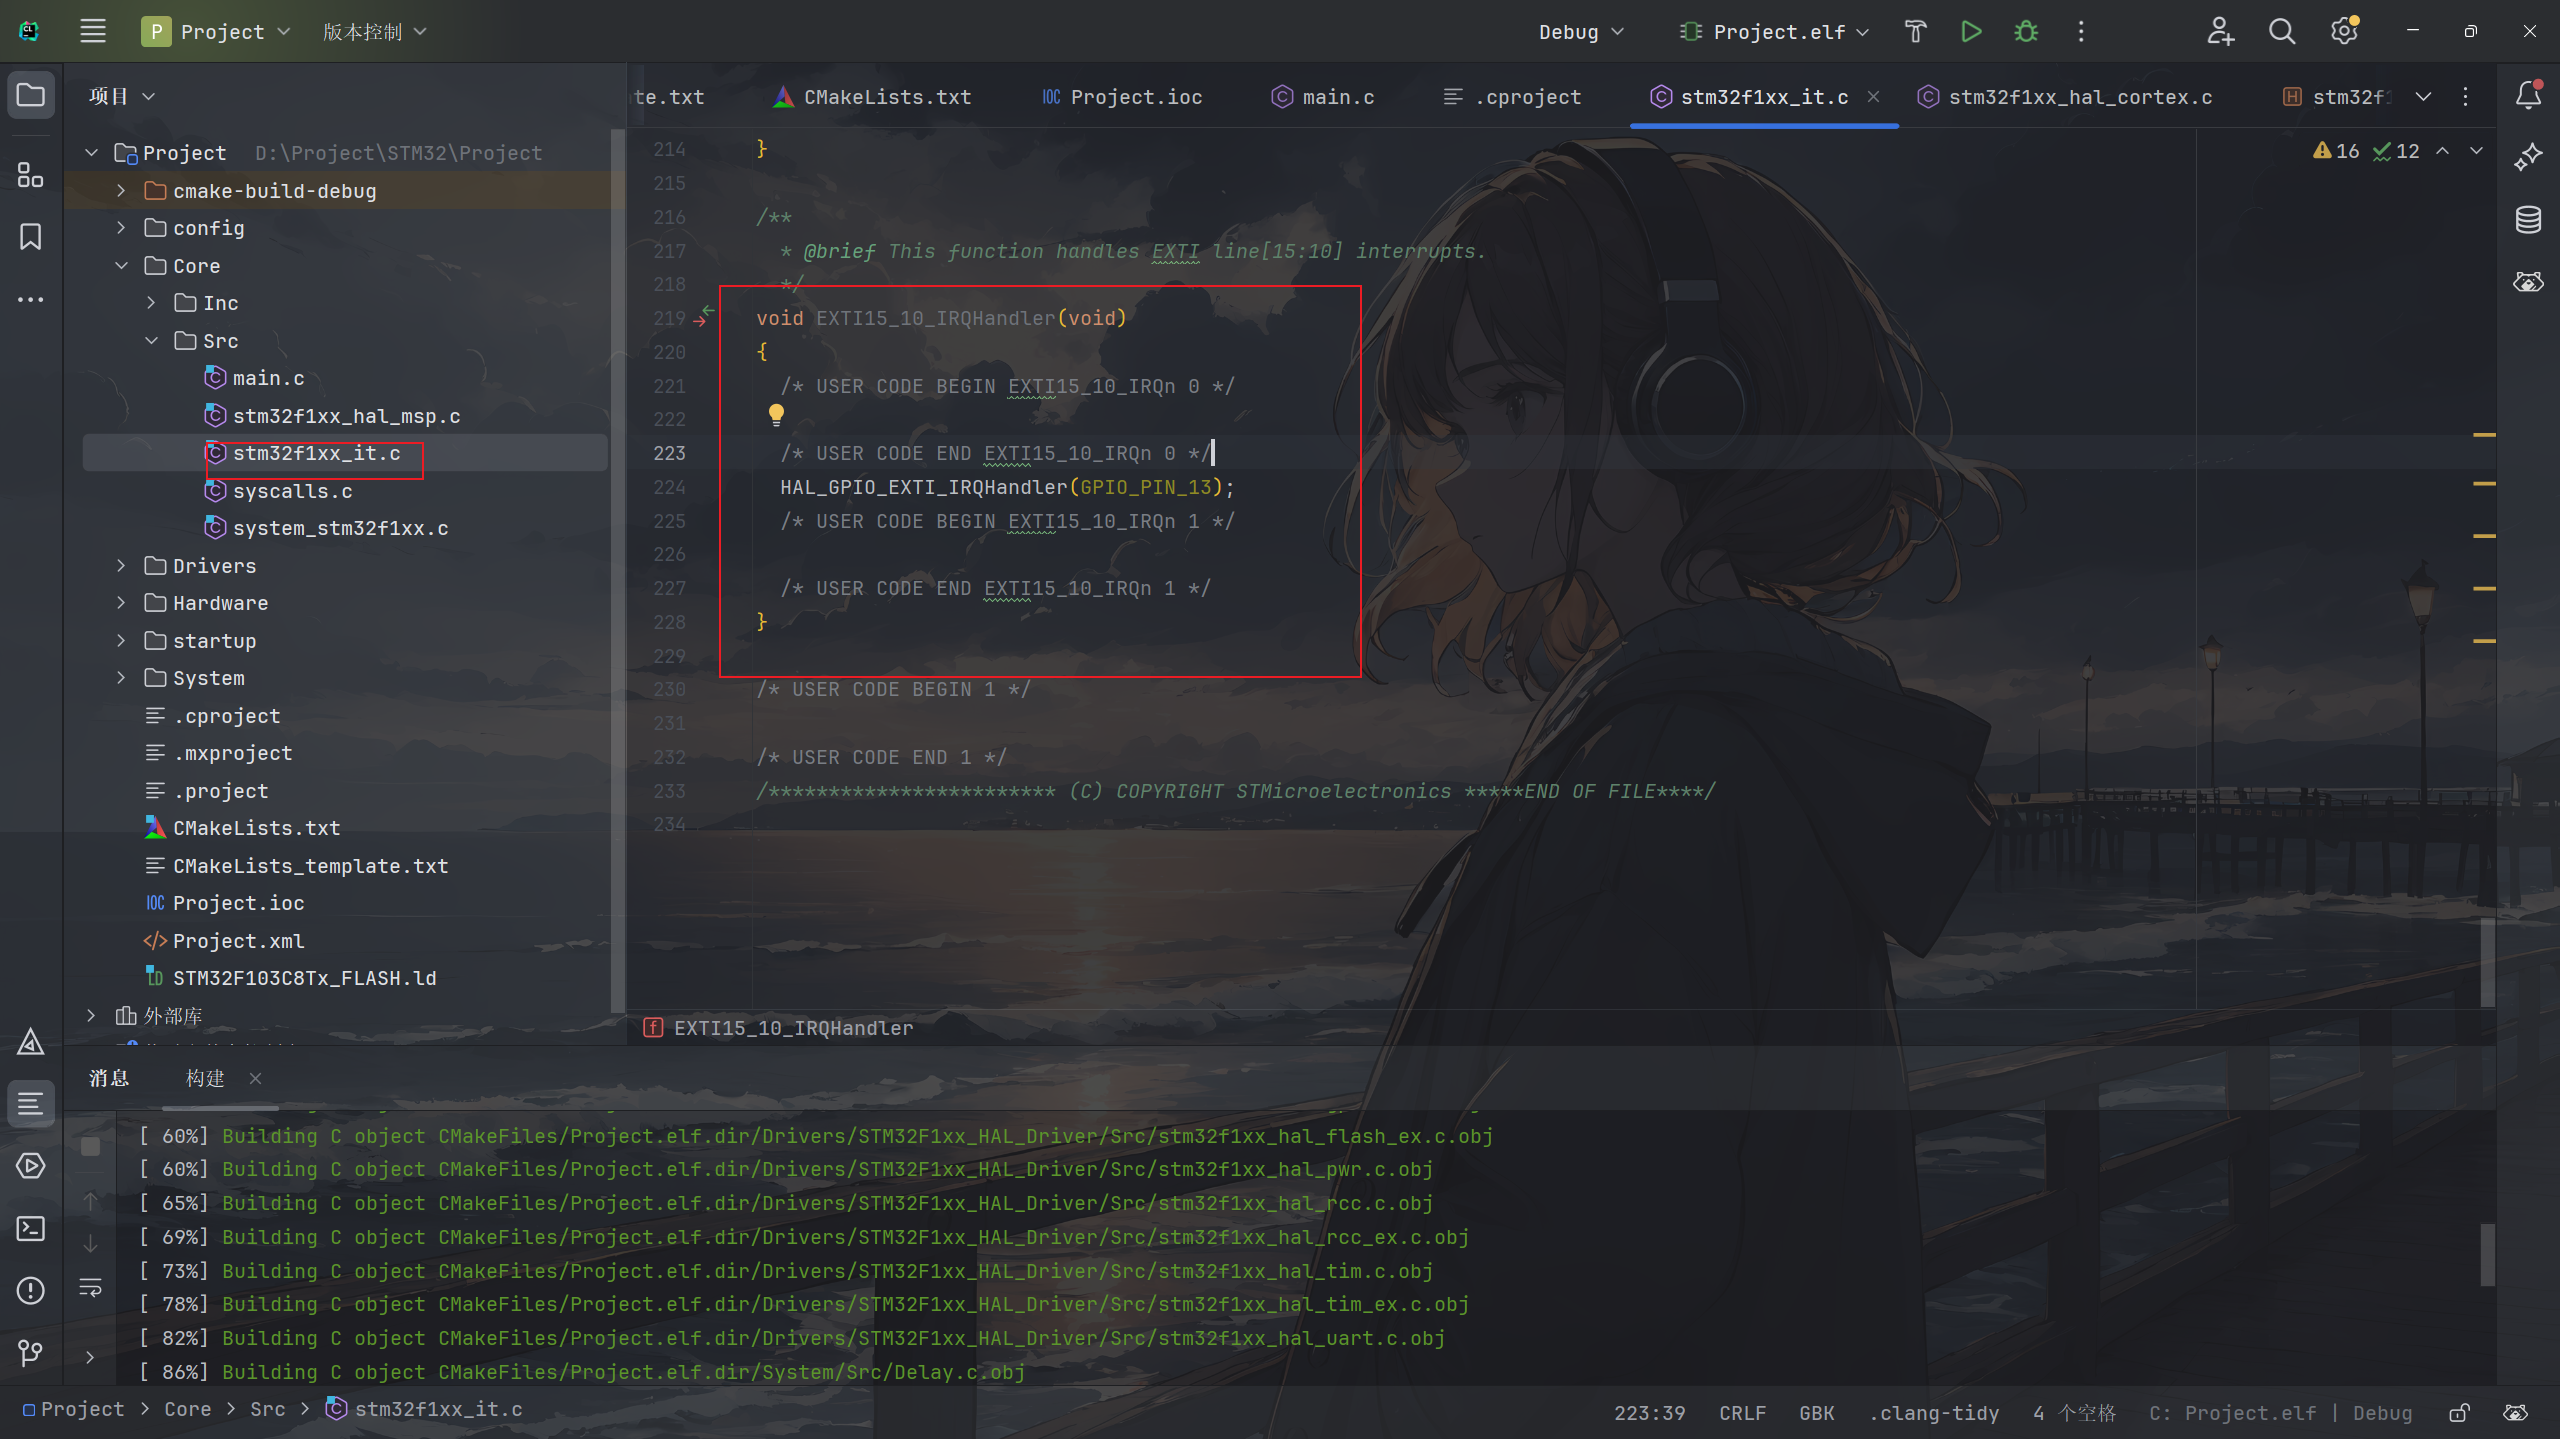 P Project 版本控制 Debug Project.elf
项目
te.txt CMakeLists.txt IOC Project.ioc main.c .cproject stm32f1xx_it.c stm32f1xx_hal_cortex.c stm32f1
Project D:\Project\STM32\Project
cmake-build-debug
config
Core
Inc
Src
main.c
stm32f1xx_hal_msp.c
stm32f1xx_it.c
syscalls.c
system_stm32f1xx.c
Drivers
Hardware
startup
System
.cproject
.mxproject
.project
CMakeLists.txt
CMakeLists_template.txt
IOC Project.ioc
Project.xml
STM32F103C8Tx_FLASH.ld
外部库
16 12
214 }
215
216 /**
217 * @brief This function handles EXTI line[15:10] interrupts.
218 */
219 void EXTI15_10_IRQHandler(void)
220 {
221 /* USER CODE BEGIN EXTI15_10_IRQn 0 */
222
223 /* USER CODE END EXTI15_10_IRQn 0 */
224 HAL_GPIO_EXTI_IRQHandler(GPIO_PIN_13);
225 /* USER CODE BEGIN EXTI15_10_IRQn 1 */
226
227 /* USER CODE END EXTI15_10_IRQn 1 */
228 }
229
230 /* USER CODE BEGIN 1 */
231
232 /* USER CODE END 1 */
233 /************************ (C) COPYRIGHT STMicroelectronics *****END OF FILE****/
234
EXTI15_10_IRQHandler
消息 构建
[ 60%] Building C object CMakeFiles/Project.elf.dir/Drivers/STM32F1xx_HAL_Driver/Src/stm32f1xx_hal_flash_ex.c.obj
[ 60%] Building C object CMakeFiles/Project.elf.dir/Drivers/STM32F1xx_HAL_Driver/Src/stm32f1xx_hal_pwr.c.obj
[ 65%] Building C object CMakeFiles/Project.elf.dir/Drivers/STM32F1xx_HAL_Driver/Src/stm32f1xx_hal_rcc.c.obj
[ 69%] Building C object CMakeFiles/Project.elf.dir/Drivers/STM32F1xx_HAL_Driver/Src/stm32f1xx_hal_rcc_ex.c.obj
[ 73%] Building C object CMakeFiles/Project.elf.dir/Drivers/STM32F1xx_HAL_Driver/Src/stm32f1xx_hal_tim.c.obj
[ 78%] Building C object CMakeFiles/Project.elf.dir/Drivers/STM32F1xx_HAL_Driver/Src/stm32f1xx_hal_tim_ex.c.obj
[ 82%] Building C object CMakeFiles/Project.elf.dir/Drivers/STM32F1xx_HAL_Driver/Src/stm32f1xx_hal_uart.c.obj
[ 86%] Building C object CMakeFiles/Project.elf.dir/System/Src/Delay.c.obj
Project > Core > Src > stm32f1xx_it.c 223:39 CRLF GBK .clang-tidy 4 个空格 C: Project.elf | Debug